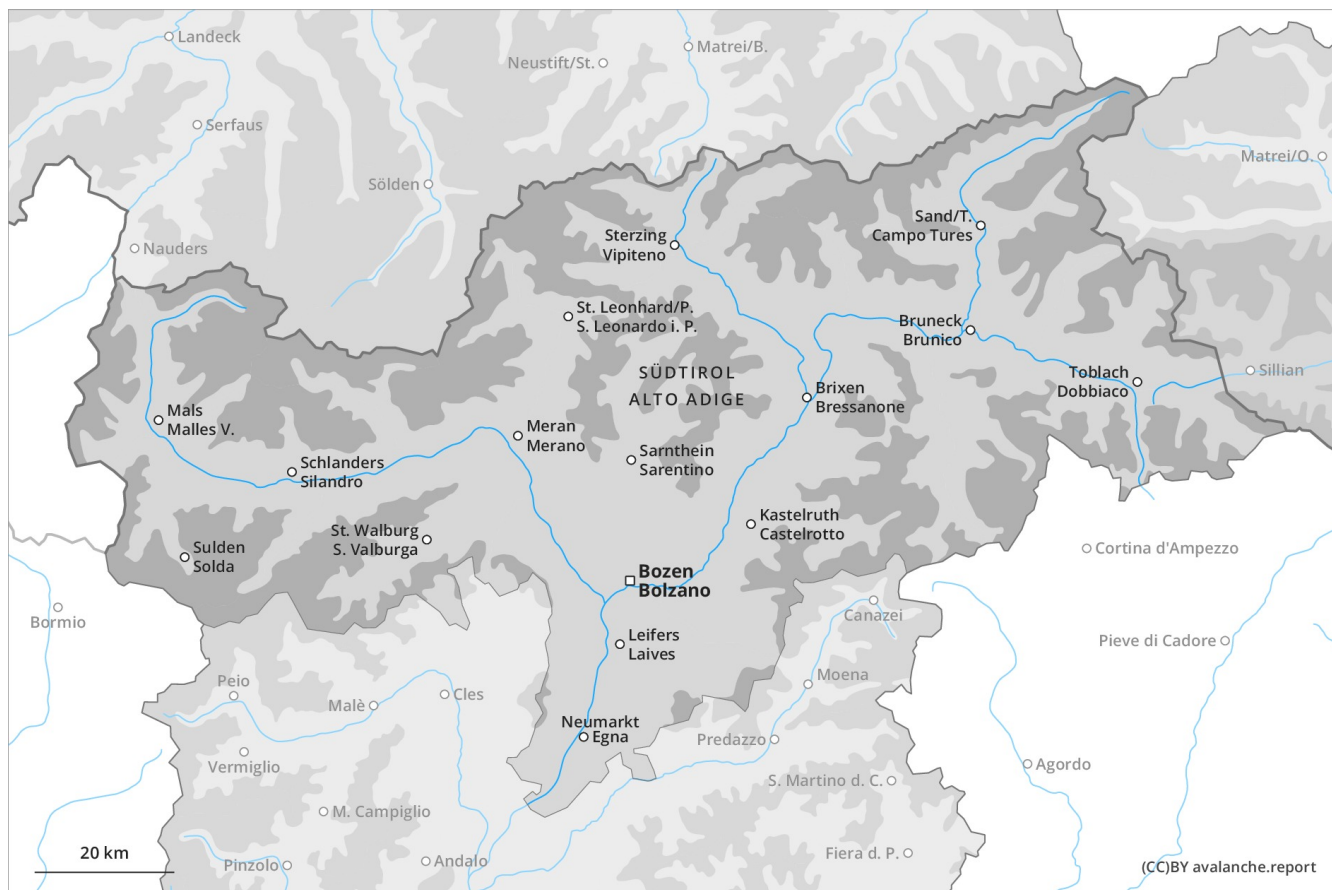 Landeck
Matrei/B.
Neustift/St.
Serfaus
Matrei/O.
Sölden
Sand/T.
Campo Tures
Nauders
Sterzing
Vipiteno
St. Leonhard/P.
S. Leonardo i. P.
Bruneck
Brunico
SÜDTIROL
ALTO ADIGE
Toblach
Dobbiaco
Sillian
Brixen
Bressanone
Mals
Malles V.
Meran
Merano
Schlanders
Silandro
Sarnthein
Sarentino
Kastelruth
Castelrotto
St. Walburg
S. Valburga
Sulden
Solda
Cortina d'Ampezzo
Bozen
Bolzano
Bormio
Canazei
Leifers
Laives
Pieve di Cadore
Peio
Moena
Malè
Cles
Neumarkt
Egna
Predazzo
Vermiglio
Agordo
S. Martino d. C.
M. Campiglio
20 km
Pinzolo
Andalo
Fiera d. P.
(CC)BY avalanche.report